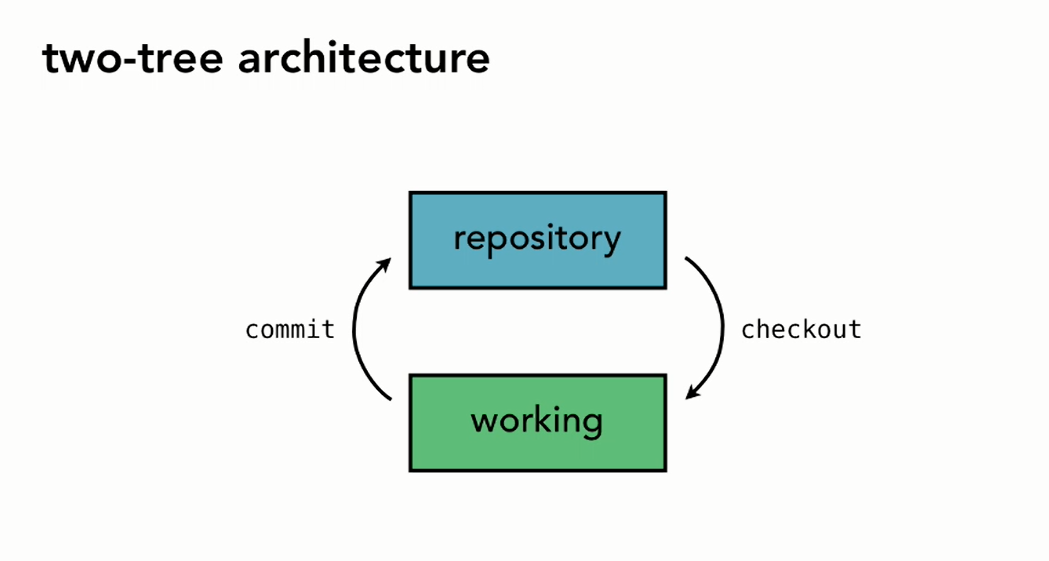 two-tree architecture
repository
commit
checkout
working